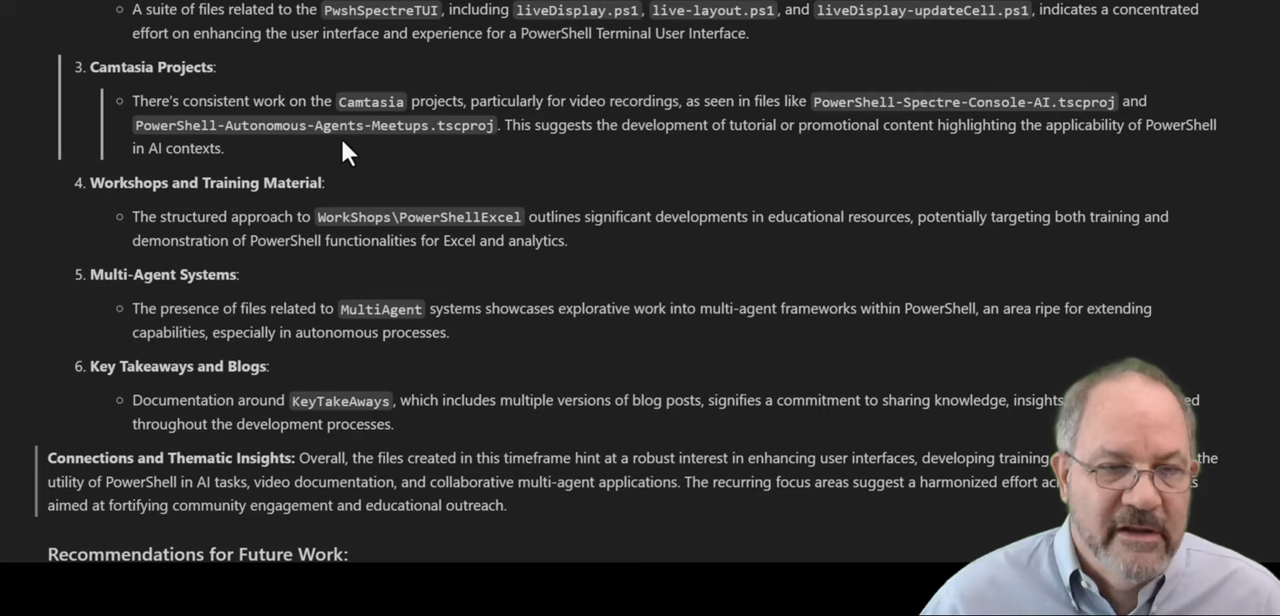 A suite of files related to the PwshSpectreTUI, including liveDisplay.ps1, live-layout.ps1, and liveDisplay-updateCell.ps1, indicates a concentrated
effort on enhancing the user interface and experience for a PowerShell Terminal User Interface.
3. Camtasia Projects:
There's consistent work on the Camtasia projects, particularly for video recordings, as seen in files like PowerShell-Spectre-Console-AI.tscproj and
PowerShell-Autonomous-Agents-Meetups.tscproj. This suggests the development of tutorial or promotional content highlighting the applicability of PowerShell
in AI contexts.
4. Workshops and Training Material:
The structured approach to WorkShops\PowerShellExcel outlines significant developments in educational resources, potentially targeting both training and
demonstration of PowerShell functionalities for Excel and analytics.
5. Multi-Agent Systems:
The presence of files related to MultiAgent systems showcases explorative work into multi-agent frameworks within PowerShell, an area ripe for extending
capabilities, especially in autonomous processes.
6. Key Takeaways and Blogs:
Documentation around KeyTakeAways, which includes multiple versions of blog posts, signifies a commitment to sharing knowledge, insights
throughout the development processes.
Connections and Thematic Insights: Overall, the files created in this timeframe hint at a robust interest in enhancing user interfaces, developing training the
utility of PowerShell in AI tasks, video documentation, and collaborative multi-agent applications. The recurring focus areas suggest a harmonized effort
aimed at fortifying community engagement and educational outreach.
Recommendations for Future Work: